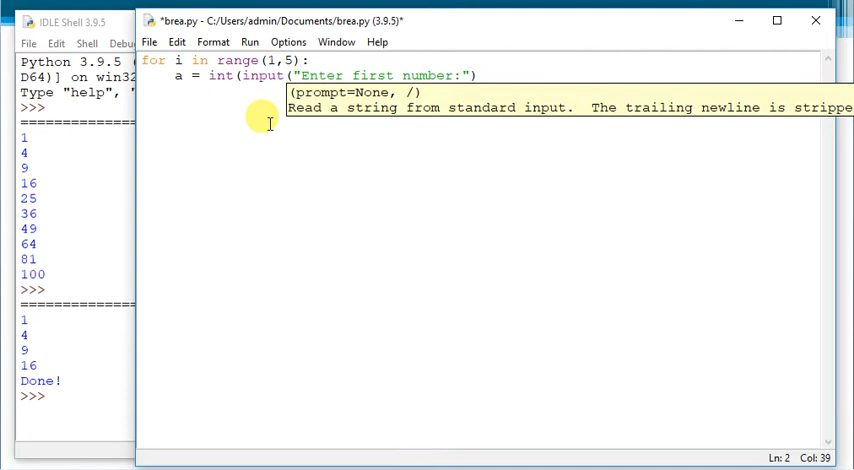 IDLE Shell 3.9.5
File Edit Shell Debu
Python 3.9.5 (
D64)] on win32
Type "help", "
>>>
1
4
9
16
25
36
49
64
81
100
>>>
1
4
9
16
Done!
>>>
*brea.py - C:/Users/admin/Documents/brea.py (3.9.5)*
File Edit Format Run Options Window Help
for i in range(1,5):
a = int(input("Enter first number:")
(prompt=None, /)
Read a string from standard input. The trailing newline is strippe
Ln: 2 Col: 39